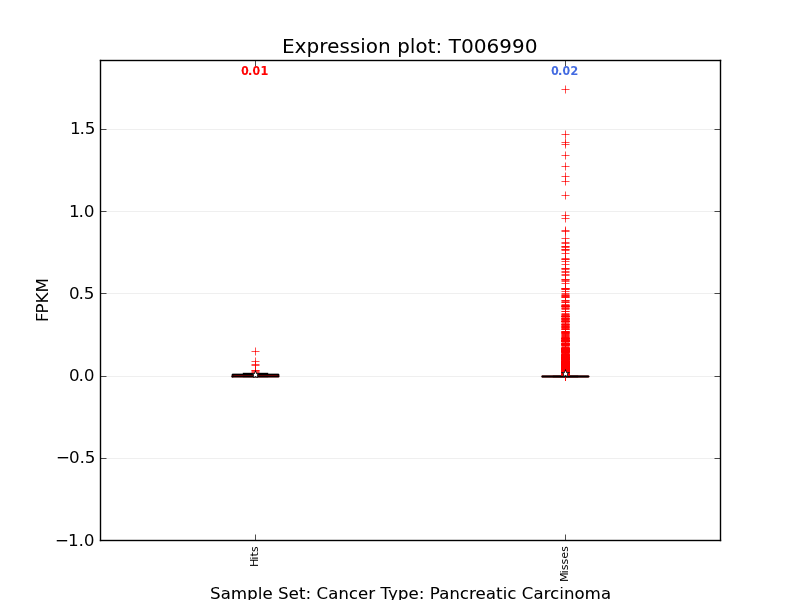 Expression plot: T006990
0.01
0.02
1.5
1.0
0.5
0.0
−0.5
−1.0
FPKM
Hits
Misses
Sample Set: Cancer Type: Pancreatic Carcinoma